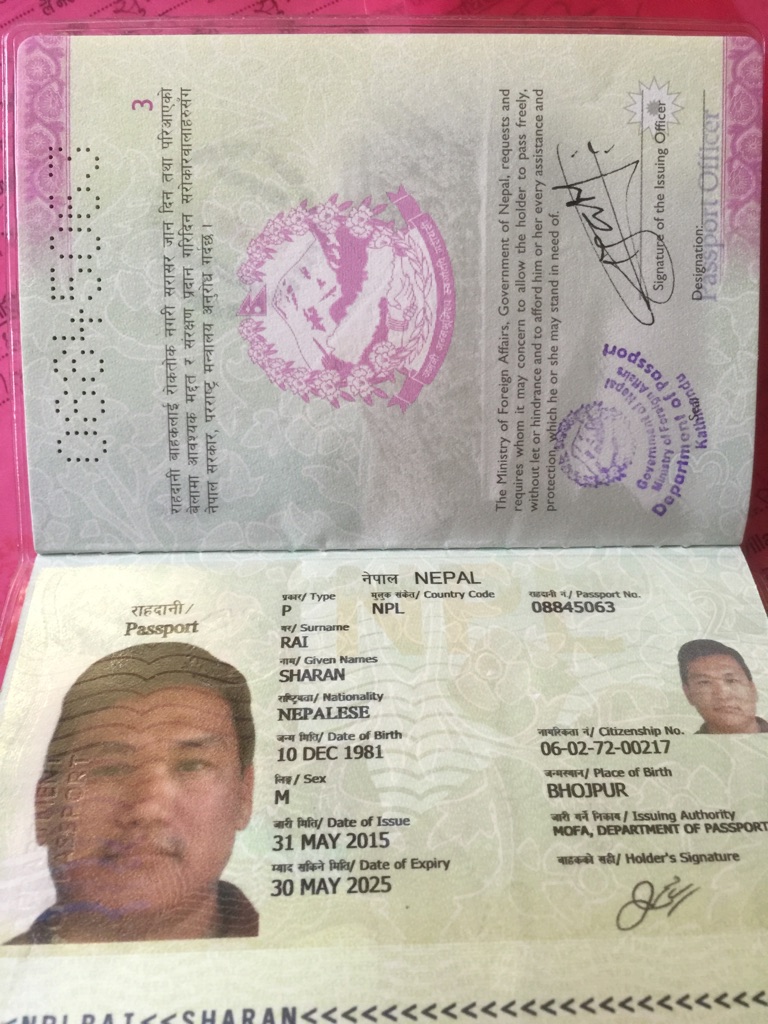 3
राहदानी बाहकलाई रोकतोक नगरी सरासर जान दिन तथा परिआएको
बेलामा आवश्यक मद्दत र संरक्षण प्रदान गरिदिन सरोकारवालाहरुसँग
नेपाल सरकार, परराष्ट्र मन्त्रालय अनुरोध गर्दछ ।
The Ministry of Foreign Affairs, Government of Nepal, requests and
requires whom it may concern to allow the holder to pass freely,
without let or hindrance and to afford him or her every assistance and
protection, which he or she may stand in need of.
Signature of the Issuing Officer
Designation:
Passport Officer
Seal
Government of Nepal
Ministry of Foreign Affairs
Department of Passport
Kathmandu
नेपाल NEPAL
राहदानी/
Passport
प्रकार/ Type
P
मुलुक संकेत/ Country Code
NPL
राहदानी नं./ Passport No.
08845063
थर/ Surname
RAI
नाम/ Given Names
SHARAN
राष्ट्रियता/ Nationality
NEPALESE
जन्म मिति/ Date of Birth
10 DEC 1981
नागरिकता नं/ Citizenship No.
06-02-72-00217
लिङ्ग/ Sex
M
जन्मस्थान/ Place of Birth
BHOJPUR
जारी मिति/ Date of Issue
31 MAY 2015
जारी गर्ने निकाय/ Issuing Authority
MOFA, DEPARTMENT OF PASSPORT
म्याद सकिने मिति/ Date of Expiry
30 MAY 2025
वाहकको सही/ Holder's Signature
<NPLRAI<<SHARAN<<<<<<<<<<<<<<<<<<<<<